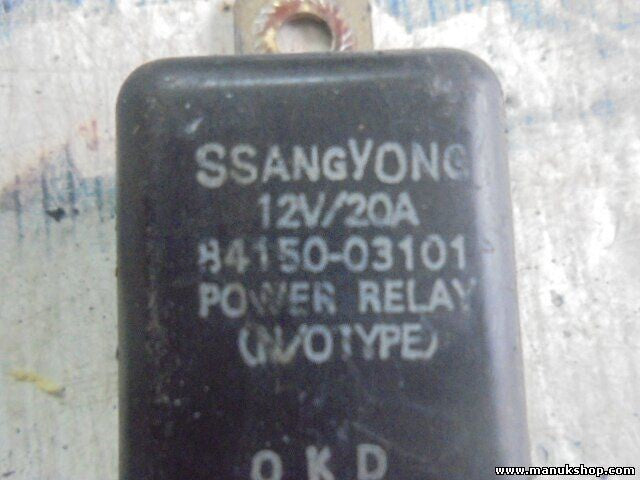 SSANGYONG
12V/20A
84150-03101
POWER RELAY
(N/OTYPE)
OKD
www.manukshop.com